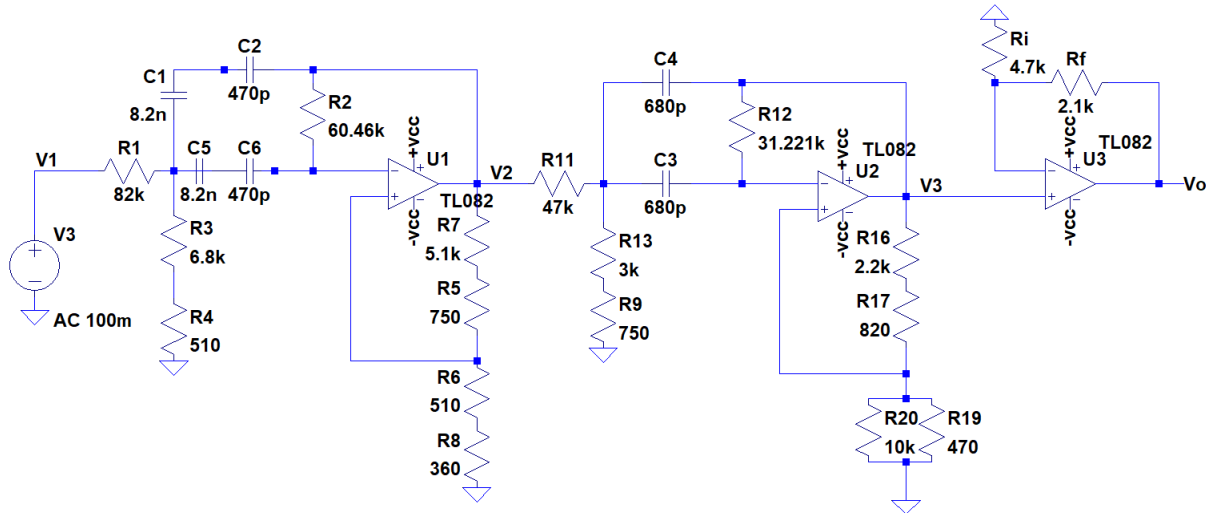 C1
8.2n
C2
470p
R2
60.46k
V1
R1
82k
C5
8.2n
C6
470p
U1
TL082
+vcc
-vcc
V3
AC 100m
R3
6.8k
R4
510
V2
R7
5.1k
R5
750
R6
510
R8
360
R11
47k
C4
680p
C3
680p
R12
31.221k
R13
3k
R9
750
+vcc
TL082
U2
-vcc
V3
R16
2.2k
R17
820
R20
10k
R19
470
Ri
4.7k
Rf
2.1k
+vcc
TL082
U3
-vcc
Vo